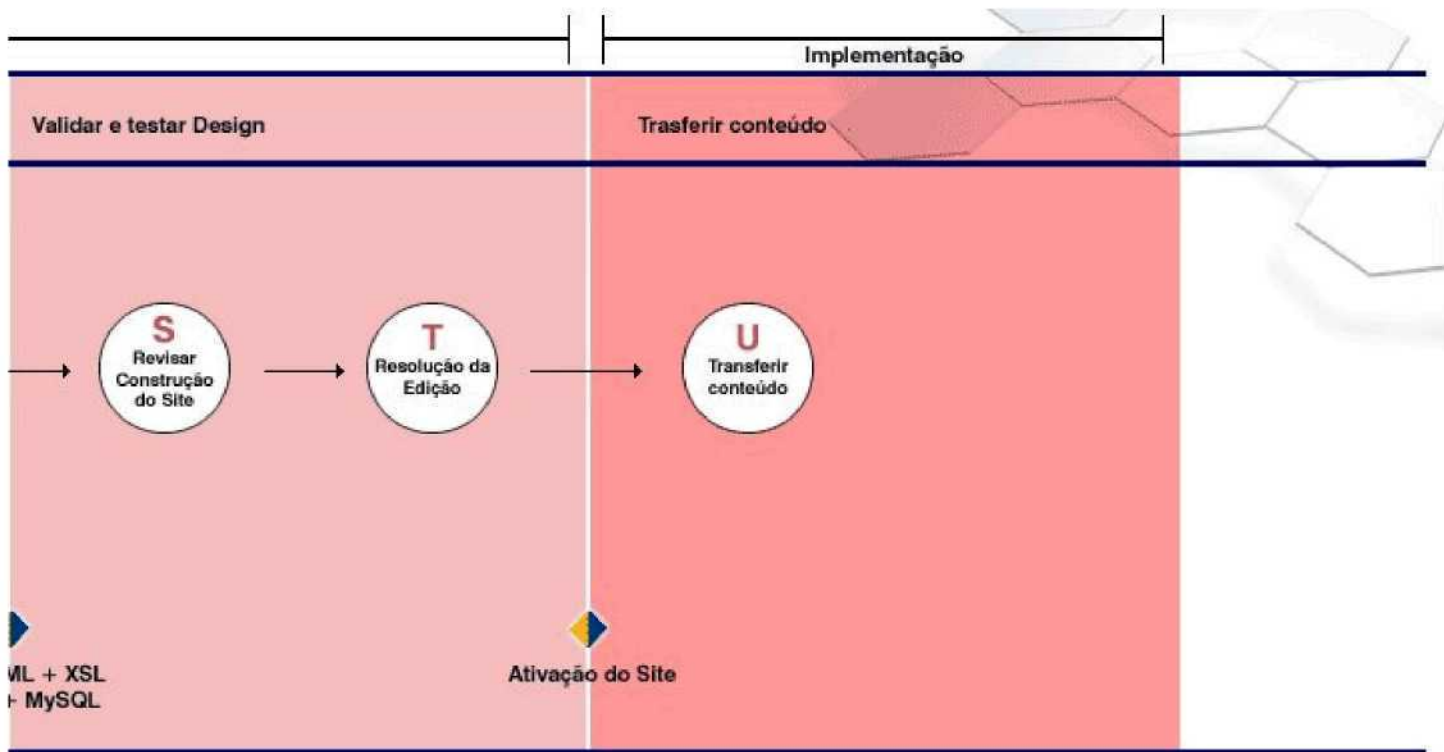 Implementação
Validar e testar Design
Trasferir conteúdo
S
Revisar
Construção
do Site
T
Resolução da
Edição
U
Transferir
conteúdo
ML + XSL
+ MySQL
Ativação do Site